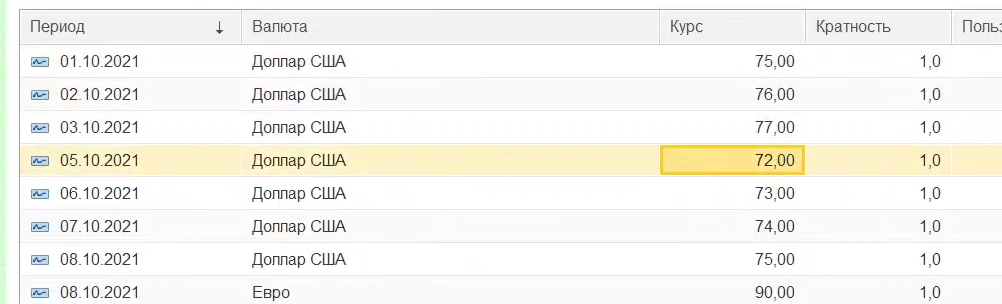 Период ↓ Валюта Курс Кратность Польз
01.10.2021 Доллар США 75,00 1,0
02.10.2021 Доллар США 76,00 1,0
03.10.2021 Доллар США 77,00 1,0
05.10.2021 Доллар США 72,00 1,0
06.10.2021 Доллар США 73,00 1,0
07.10.2021 Доллар США 74,00 1,0
08.10.2021 Доллар США 75,00 1,0
08.10.2021 Евро 90,00 1,0